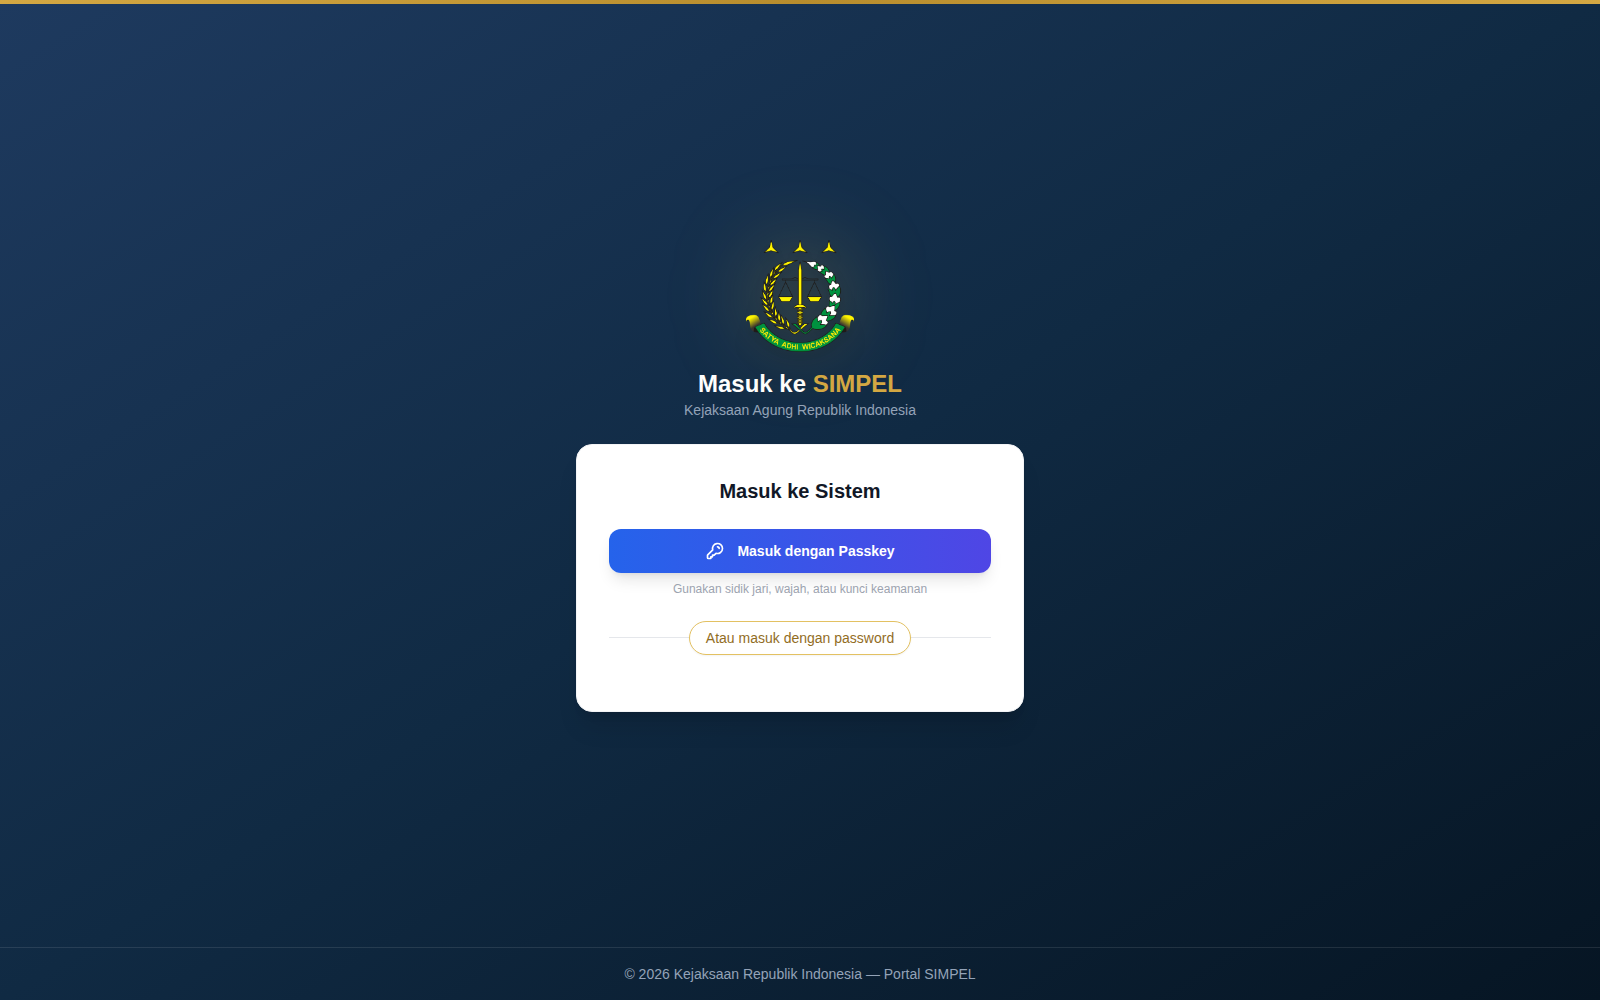 SATYA ADHI WICAKSANA
Masuk ke SIMPEL
Kejaksaan Agung Republik Indonesia
Masuk ke Sistem
Masuk dengan Passkey
Gunakan sidik jari, wajah, atau kunci keamanan
Atau masuk dengan password
© 2026 Kejaksaan Republik Indonesia — Portal SIMPEL